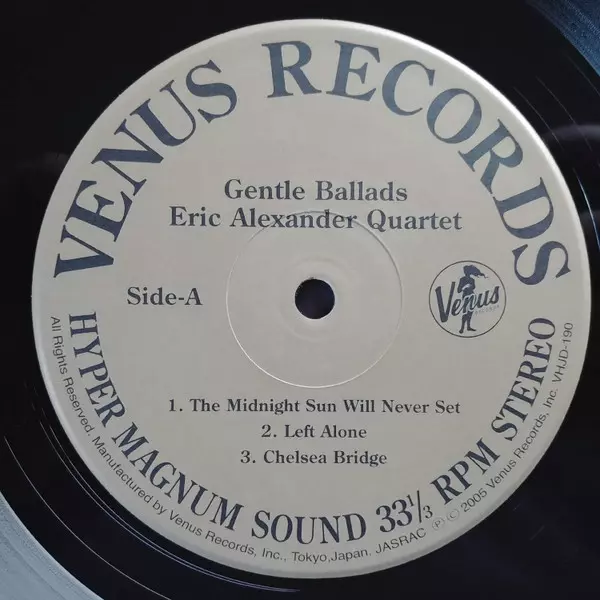 VENUS RECORDS
Gentle Ballads
Eric Alexander Quartet
Side-A
Venus
RECORDS
1. The Midnight Sun Will Never Set
2. Left Alone
3. Chelsea Bridge
HYPER MAGNUM SOUND 33⅓ RPM STEREO
All Rights Reserved. Manufactured by Venus Records, Inc., Tokyo,Japan. JASRAC Ⓟ © 2005 Venus Records, Inc. VHJD-190